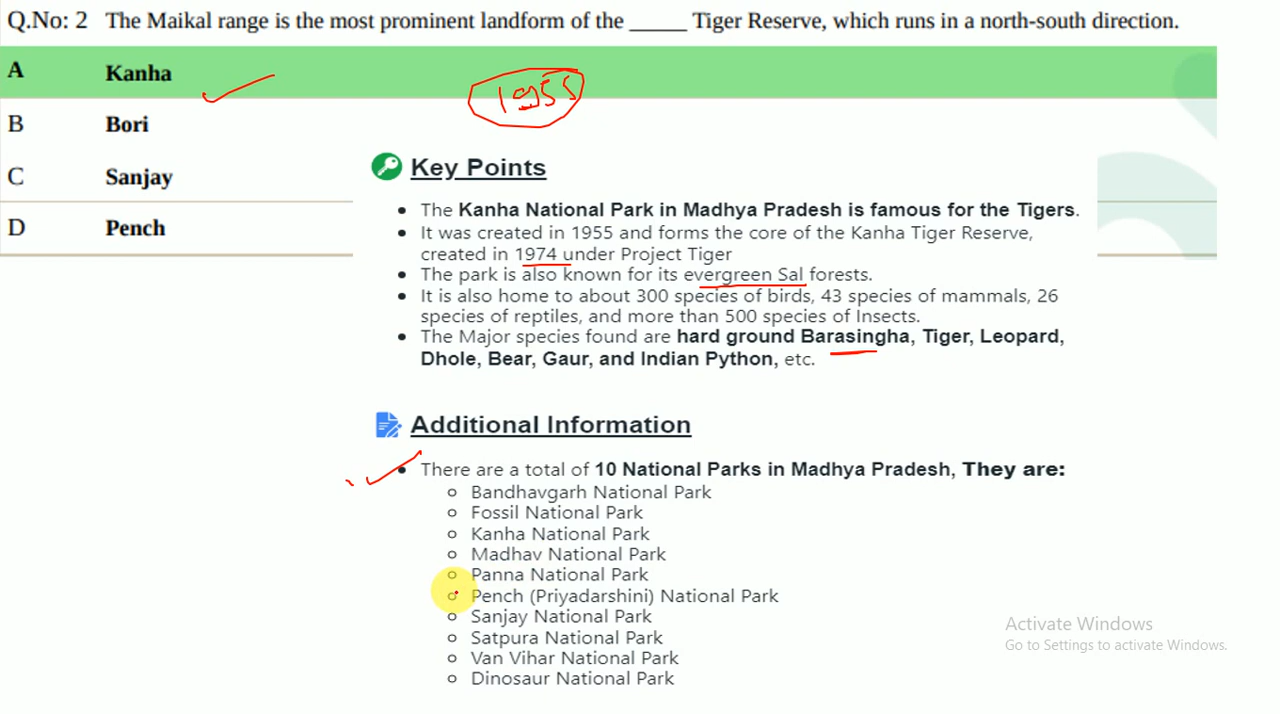 Q.No: 2 The Maikal range is the most prominent landform of the _____ Tiger Reserve, which runs in a north-south direction.
A Kanha
1955
B Bori
Key Points
C Sanjay
D Pench
• The Kanha National Park in Madhya Pradesh is famous for the Tigers.
• It was created in 1955 and forms the core of the Kanha Tiger Reserve,
created in 1974 under Project Tiger
• The park is also known for its evergreen Sal forests.
• It is also home to about 300 species of birds, 43 species of mammals, 26
species of reptiles, and more than 500 species of Insects.
• The Major species found are hard ground Barasingha, Tiger, Leopard,
Dhole, Bear, Gaur, and Indian Python, etc.
Additional Information
• There are a total of 10 National Parks in Madhya Pradesh, They are:
Bandhavgarh National Park
Fossil National Park
Kanha National Park
Madhav National Park
Panna National Park
Pench (Priyadarshini) National Park
Sanjay National Park
Satpura National Park
Van Vihar National Park
Dinosaur National Park
Activate Windows
Go to Settings to activate Windows.